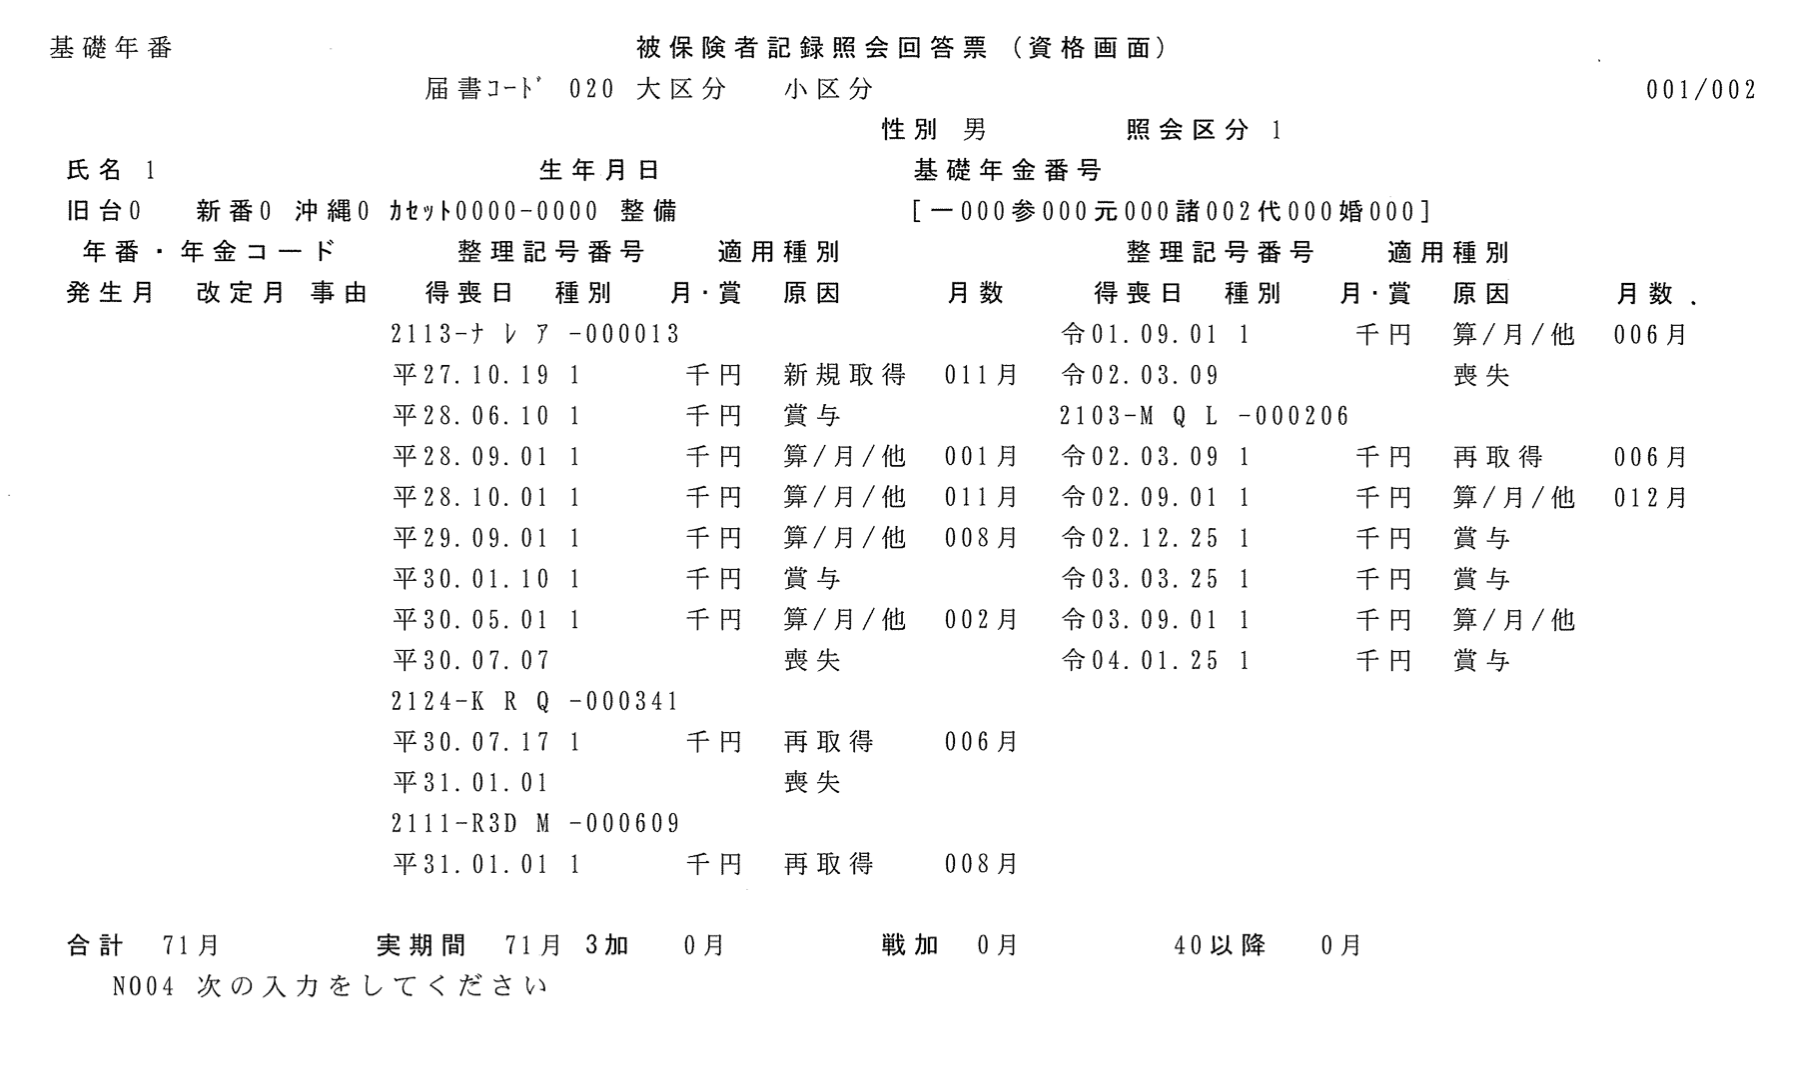 基礎年番 被保険者記録照会回答票(資格画面)
届書ｺｰﾄﾞ 020 大区分 小区分 001/002
性別 男 照会区分 1
氏名 1 生年月日 基礎年金番号
旧台0 新番0 沖縄0 ｶｾｯﾄ0000-0000 整備 [一000参000元000諸002代000婚000]
年番・年金コード 整理記号番号 適用種別 整理記号番号 適用種別
発生月 改定月 事由 得喪日 種別 月・賞 原因 月数 得喪日 種別 月・賞 原因 月数.
2113-ﾅ ﾚ ｱ -000013 令01.09.01 1 千円 算/月/他 006月
平27.10.19 1 千円 新規取得 011月 令02.03.09 喪失
平28.06.10 1 千円 賞与 2103-M Q L -000206
平28.09.01 1 千円 算/月/他 001月 令02.03.09 1 千円 再取得 006月
平28.10.01 1 千円 算/月/他 011月 令02.09.01 1 千円 算/月/他 012月
平29.09.01 1 千円 算/月/他 008月 令02.12.25 1 千円 賞与
平30.01.10 1 千円 賞与 令03.03.25 1 千円 賞与
平30.05.01 1 千円 算/月/他 002月 令03.09.01 1 千円 算/月/他
平30.07.07 喪失 令04.01.25 1 千円 賞与
2124-K R Q -000341
平30.07.17 1 千円 再取得 006月
平31.01.01 喪失
2111-R3D M -000609
平31.01.01 1 千円 再取得 008月
合計 71月 実期間 71月 3加 0月 戦加 0月 40以降 0月
N004 次の入力をしてください